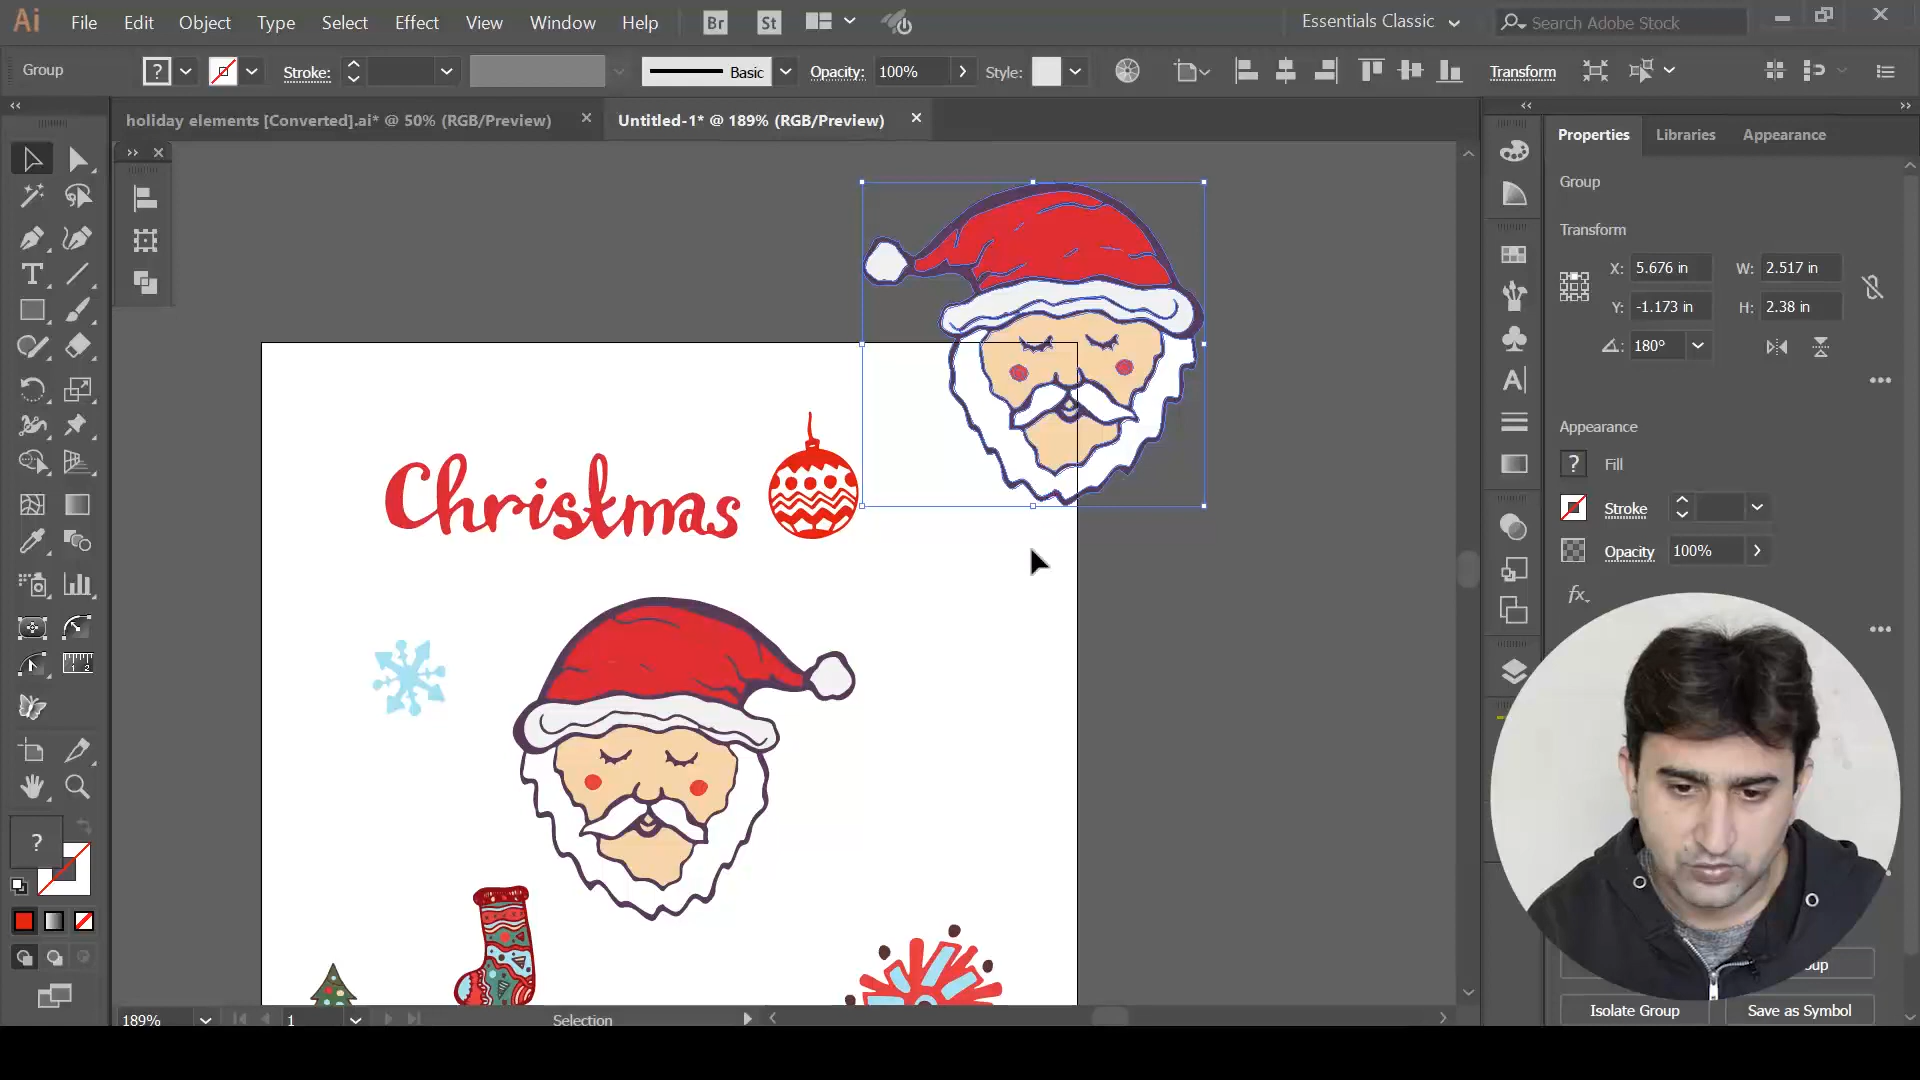 Ai File Edit Object Type Select Effect View Window Help Br St Essentials Classic Search Adobe Stock
Group ? Stroke: Basic Opacity: 100% Style: Transform
holiday elements [Converted].ai* @ 50% (RGB/Preview) Untitled-1* @ 189% (RGB/Preview)
Properties Libraries Appearance
Group
Transform
X: 5.676 in W: 2.517 in
Y: -1.173 in H: 2.38 in
180°
Appearance
? Fill
Stroke
Opacity 100%
fx.
Christmas
?
Isolate Group Save as Symbol
189% 1 Selection